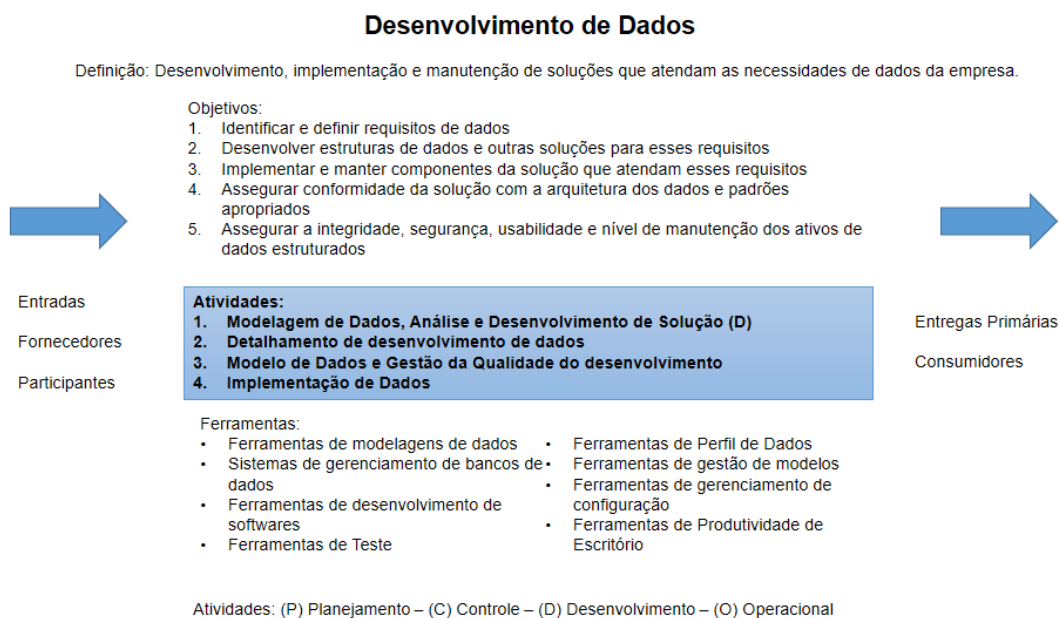 Desenvolvimento de Dados
Definição: Desenvolvimento, implementação e manutenção de soluções que atendam as necessidades de dados da empresa.
Objetivos:
1. Identificar e definir requisitos de dados
2. Desenvolver estruturas de dados e outras soluções para esses requisitos
3. Implementar e manter componentes da solução que atendam esses requisitos
4. Assegurar conformidade da solução com a arquitetura dos dados e padrões
apropriados
5. Assegurar a integridade, segurança, usabilidade e nível de manutenção dos ativos de
dados estruturados
Entradas
Fornecedores
Participantes
Atividades:
1. Modelagem de Dados, Análise e Desenvolvimento de Solução (D)
2. Detalhamento de desenvolvimento de dados
3. Modelo de Dados e Gestão da Qualidade do desenvolvimento
4. Implementação de Dados
Entregas Primárias
Consumidores
Ferramentas:
• Ferramentas de modelagens de dados
• Sistemas de gerenciamento de bancos de
dados
• Ferramentas de desenvolvimento de
softwares
• Ferramentas de Teste
• Ferramentas de Perfil de Dados
• Ferramentas de gestão de modelos
• Ferramentas de gerenciamento de
configuração
• Ferramentas de Produtividade de
Escritório
Atividades: (P) Planejamento – (C) Controle – (D) Desenvolvimento – (O) Operacional